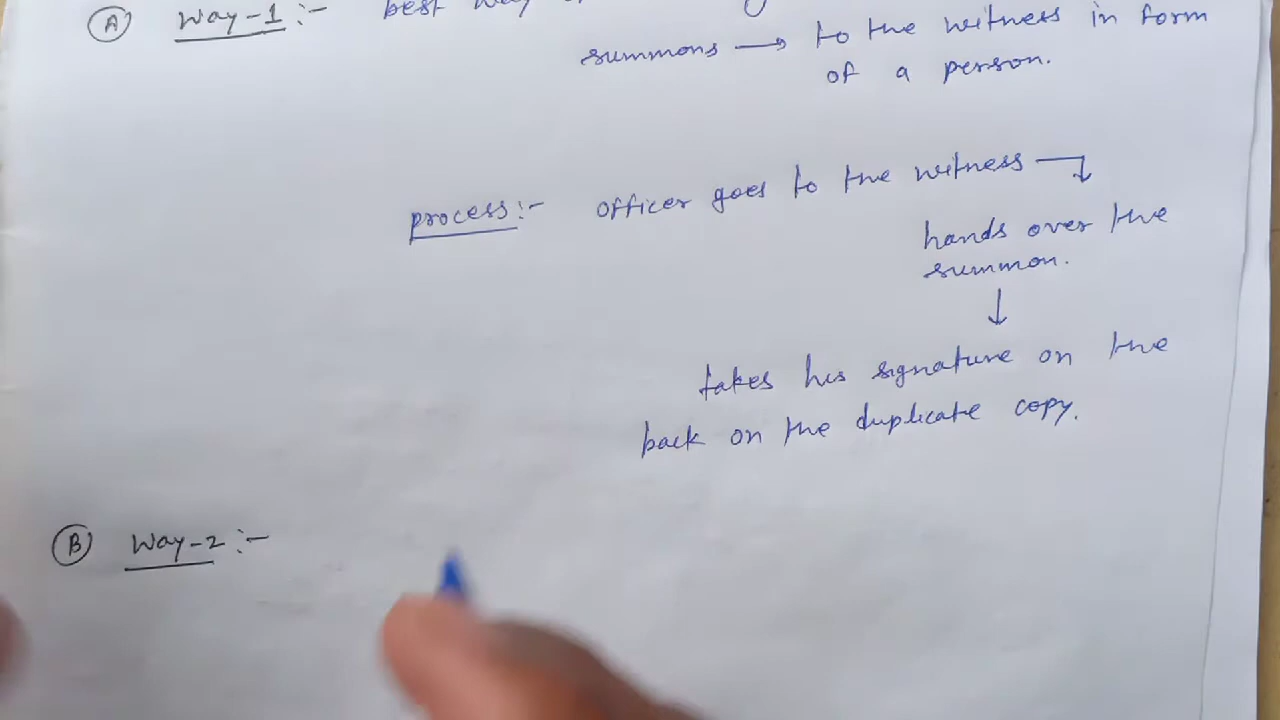 (A) Way-1:- best way
summons → to the witness in form
of a person.
process:- officer goes to the witness
hands over the
summon.
↓
takes his signature on the
back on the duplicate copy.
(B) Way-2:-